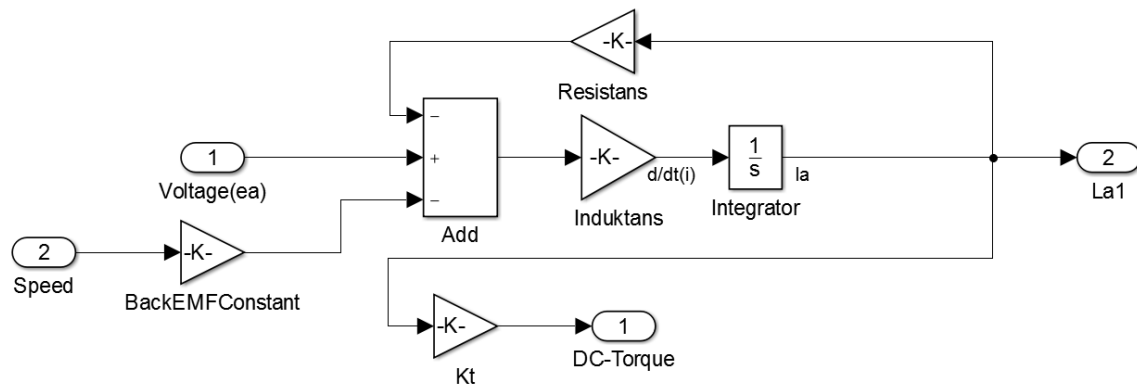 -K-
Resistans
−
+
−
Add
1
Voltage(ea)
2
Speed
-K-
BackEMFConstant
-K-
d/dt(i)
Induktans
1
s
Ia
Integrator
2
La1
-K-
Kt
1
DC-Torque